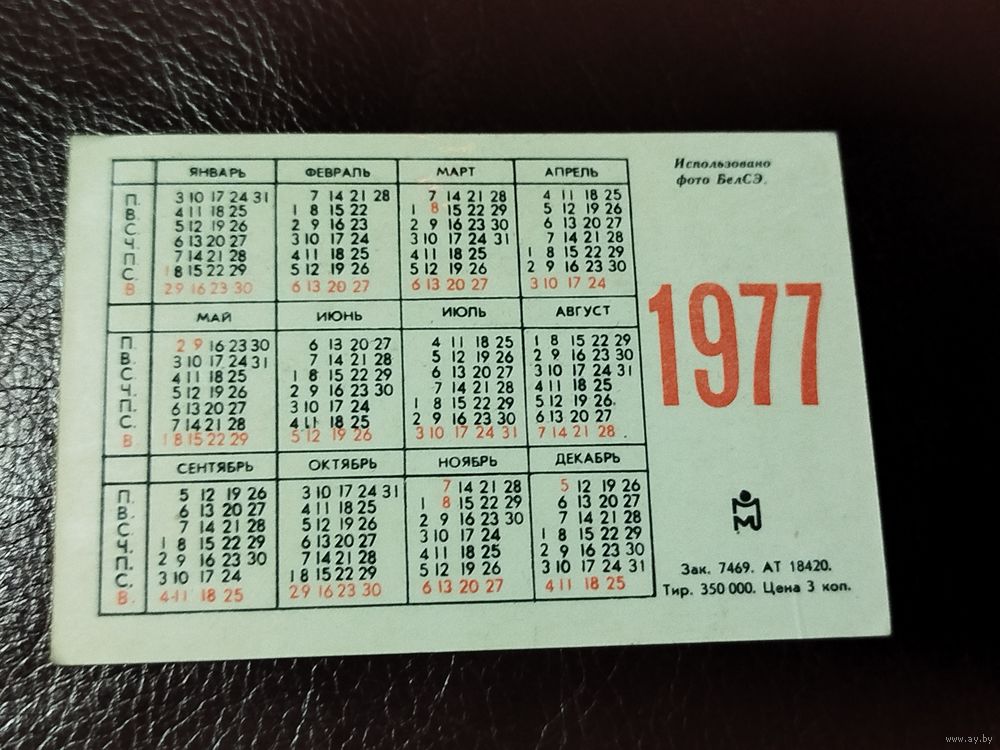 ЯНВАРЬ ФЕВРАЛЬ МАРТ АПРЕЛЬ
П. 3 10 17 24 31 7 14 21 28 7 14 21 28 4 11 18 25
В. 4 11 18 25 1 8 15 22 1 8 15 22 29 5 12 19 26
С. 5 12 19 26 2 9 16 23 2 9 16 23 30 6 13 20 27
Ч. 6 13 20 27 3 10 17 24 3 10 17 24 31 7 14 21 28
П. 7 14 21 28 4 11 18 25 4 11 18 25 1 8 15 22 29
С. 1 8 15 22 29 5 12 19 26 5 12 19 26 2 9 16 23 30
В 2 9 16 23 30 6 13 20 27 6 13 20 27 3 10 17 24
МАЙ ИЮНЬ ИЮЛЬ АВГУСТ
П. 2 9 16 23 30 6 13 20 27 4 11 18 25 1 8 15 22 29
В. 3 10 17 24 31 7 14 21 28 5 12 19 26 2 9 16 23 30
С. 4 11 18 25 1 8 15 22 29 6 13 20 27 3 10 17 24 31
Ч. 5 12 19 26 2 9 16 23 30 7 14 21 28 4 11 18 25
П. 6 13 20 27 3 10 17 24 1 8 15 22 29 5 12 19 26
С. 7 14 21 28 4 11 18 25 2 9 16 23 30 6 13 20 27
В. 1 8 15 22 29 5 12 19 26 3 10 17 24 31 7 14 21 28
СЕНТЯБРЬ ОКТЯБРЬ НОЯБРЬ ДЕКАБРЬ
П. 5 12 19 26 3 10 17 24 31 7 14 21 28 5 12 19 26
В. 6 13 20 27 4 11 18 25 1 8 15 22 29 6 13 20 27
С. 7 14 21 28 5 12 19 26 2 9 16 23 30 7 14 21 28
Ч. 1 8 15 22 29 6 13 20 27 3 10 17 24 1 8 15 22 29
П. 2 9 16 23 30 7 14 21 28 4 11 18 25 2 9 16 23 30
С. 3 10 17 24 1 8 15 22 29 5 12 19 26 3 10 17 24 31
В. 4 11 18 25 2 9 16 23 30 6 13 20 27 4 11 18 25
Использовано
фото БелСЭ.
1977
Зак. 7469. АТ 18420.
Тир. 350 000. Цена 3 коп.
www.ay.by